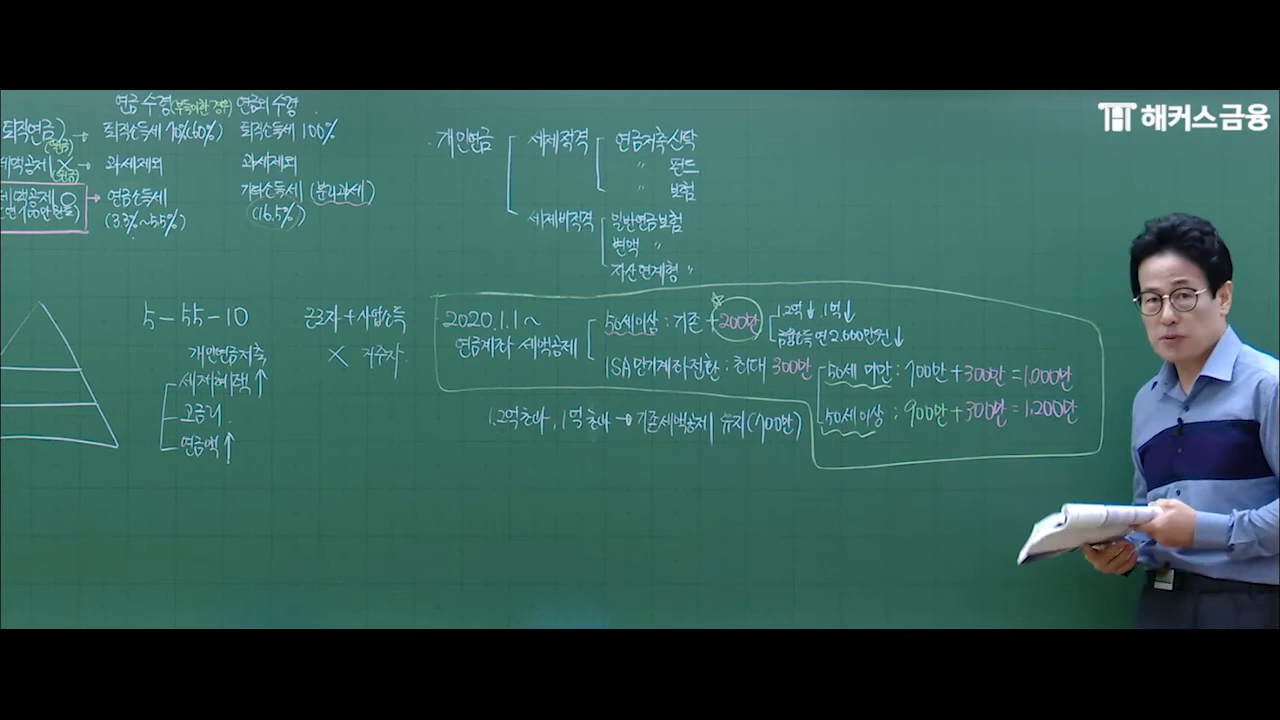 해커스금융
연금 수령(부득이한 경우) 연금외 수령
퇴직연금) → 퇴직소득세 70%(60%) 퇴직소득세 100%
세액공제 X → 과세제외 과세제외
세액공제 O → 연금소득세 기타소득세 (분리과세)
(3.3%~5.5%) (16.5%)
개인연금
세제적격
연금저축신탁
〃 펀드
〃 보험
세제비적격
일반연금보험
변액 〃
자산연계형 〃
5-55-10
개인연금저축
세제혜택↑
고금리
연금액↑
근로자 + 사업소득
X 거주자
2020.1.1~
연금계좌 세액공제
50세이상 : 기존 +200만
1.2억↓ 1억↓
금융소득 연 2.000만원↓
ISA만기계좌전환 : 최대 300만
50세 미만 : 700만 + 300만 = 1.000만
50세이상 : 900만 + 300만 = 1.200만
1.2억초과, 1억 초과 → 기존세액공제 유지(700만)